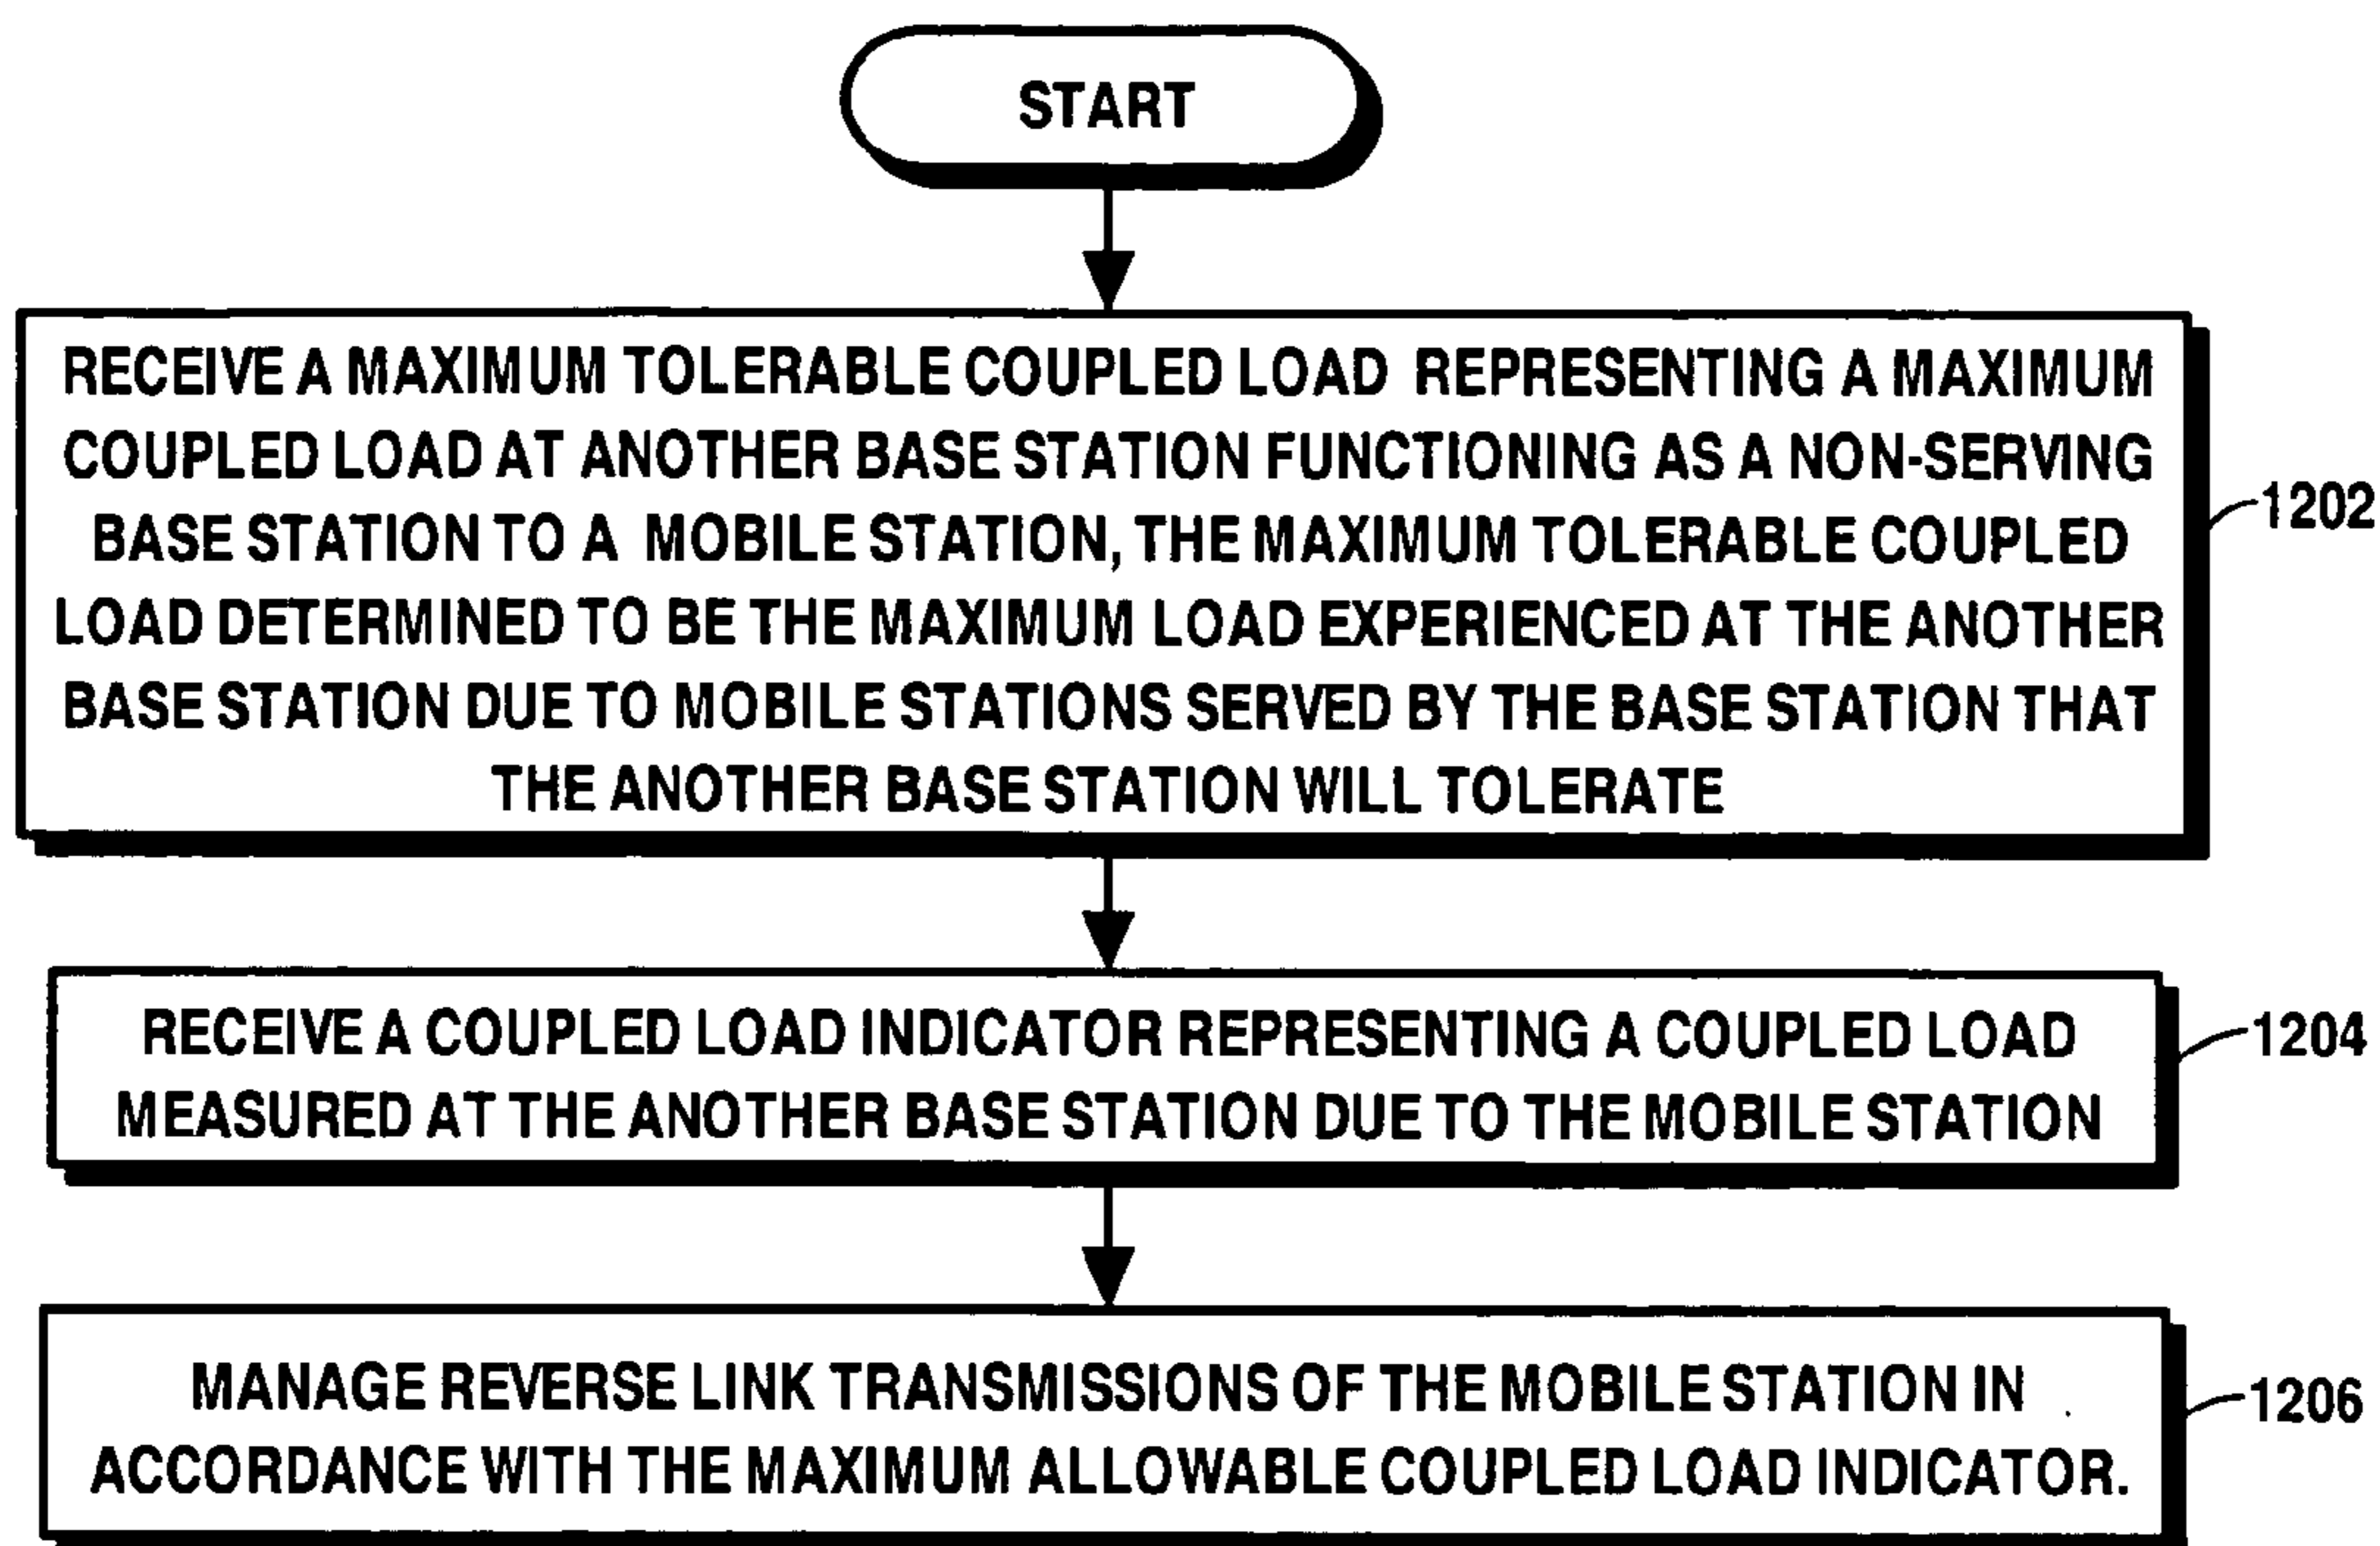 START
RECEIVE A MAXIMUM TOLERABLE COUPLED LOAD REPRESENTING A MAXIMUM
COUPLED LOAD AT ANOTHER BASE STATION FUNCTIONING AS A NON-SERVING
BASE STATION TO A MOBILE STATION, THE MAXIMUM TOLERABLE COUPLED
LOAD DETERMINED TO BE THE MAXIMUM LOAD EXPERIENCED AT THE ANOTHER
BASE STATION DUE TO MOBILE STATIONS SERVED BY THE BASE STATION THAT
THE ANOTHER BASE STATION WILL TOLERATE
1202
RECEIVE A COUPLED LOAD INDICATOR REPRESENTING A COUPLED LOAD
MEASURED AT THE ANOTHER BASE STATION DUE TO THE MOBILE STATION
1204
MANAGE REVERSE LINK TRANSMISSIONS OF THE MOBILE STATION IN
ACCORDANCE WITH THE MAXIMUM ALLOWABLE COUPLED LOAD INDICATOR.
1206